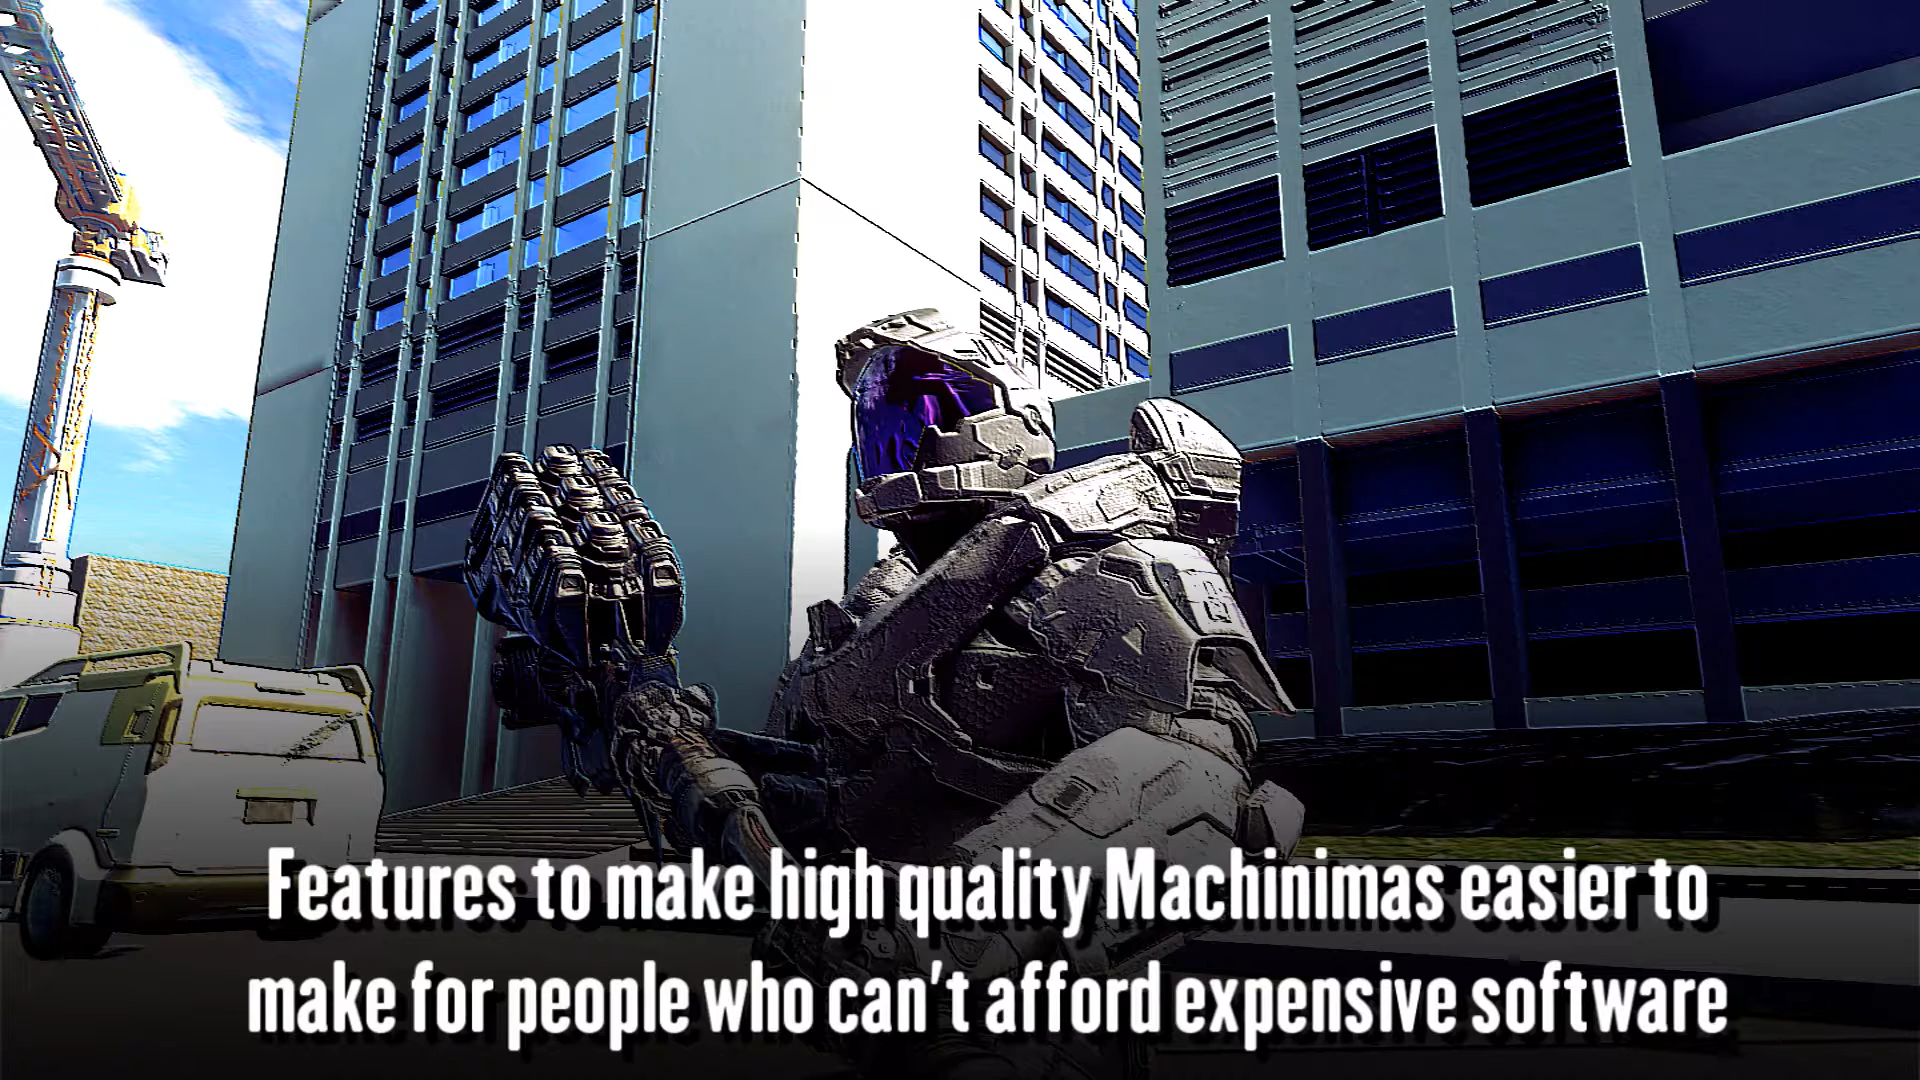 Features to make high quality Machinimas easier to
make for people who can't afford expensive software